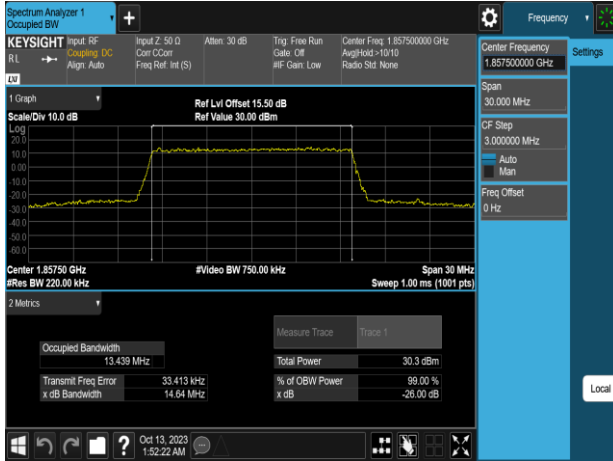 Spectrum Analyzer 1
Occupied BW
+
Frequency
KEYSIGHT
RL
LXI
Input: RF
Coupling: DC
Align: Auto
Input Z: 50 Ω
Corr CCorr
Freq Ref: Int (S)
Atten: 30 dB
Trig: Free Run
Gate: Off
#IF Gain: Low
Center Freq: 1.857500000 GHz
Avg|Hold:>10/10
Radio Std: None
Center Frequency
1.857500000 GHz
Settings
Span
30.000 MHz
CF Step
3.000000 MHz
Auto
Man
Freq Offset
0 Hz
Local
1 Graph
Scale/Div 10.0 dB
Ref Lvl Offset 15.50 dB
Ref Value 30.00 dBm
Log
20.0
10.0
0.00
-10.0
-20.0
-30.0
-40.0
-50.0
-60.0
Center 1.85750 GHz
#Res BW 220.00 kHz
#Video BW 750.00 kHz
Span 30 MHz
Sweep 1.00 ms (1001 pts)
2 Metrics
Measure Trace
Trace 1
Occupied Bandwidth
13.439 MHz
Total Power
30.3 dBm
Transmit Freq Error
33.413 kHz
% of OBW Power
99.00 %
x dB Bandwidth
14.64 MHz
x dB
-26.00 dB
?
Oct 13, 2023
1:52:22 AM